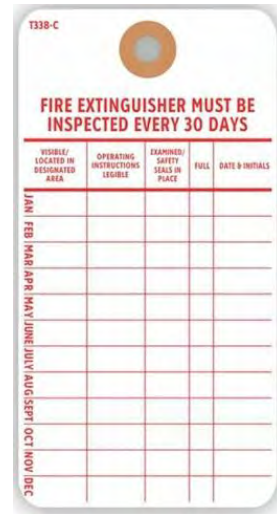 T338-C
FIRE EXTINGUISHER MUST BE
INSPECTED EVERY 30 DAYS
VISIBLE/
LOCATED IN
DESIGNATED
AREA
OPERATING
INSTRUCTIONS
LEGIBLE
EXAMINED/
SAFETY
SEALS IN
PLACE
FULL
DATE & INITIALS
JAN
FEB
MAR
APR
MAY
JUNE
JULY
AUG
SEPT
OCT
NOV
DEC